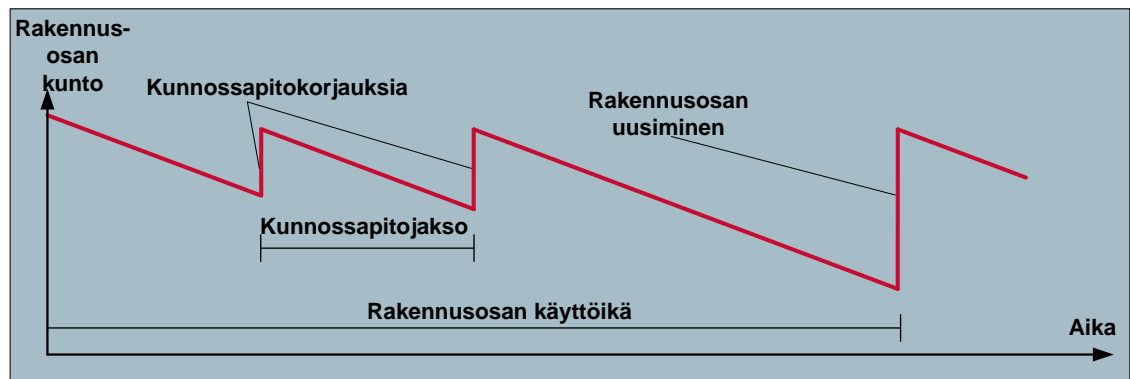 Rakennus-
osan
kunto
Kunnossapitokorjauksia
Rakennusosan
uusiminen
Kunnossapitojakso
Rakennusosan käyttöikä
Aika